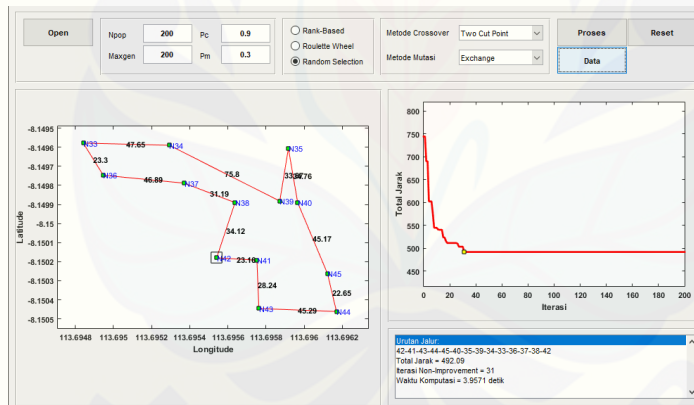 Open
Npop 200 Pc 0.9
Maxgen 200 Pm 0.3
Rank-Based
Roulette Wheel
Random Selection
Metode Crossover Two Cut Point
Metode Mutasi Exchange
Proses Reset
Data
-8.1495
-8.1496
-8.1497
-8.1498
-8.1499
-8.15
-8.1501
-8.1502
-8.1503
-8.1504
-8.1505
Latitude
N33 47.65 N34
N35
23.3
75.8
N36
46.89 N37
31.19
N38
N39 N40
34.12
45.17
N42 23.16 N41
N45
28.24
22.65
N43 45.29 N44
113.6948 113.695 113.6952 113.6954 113.6956 113.6958 113.696 113.6962
Longitude
800
750
700
650
600
550
500
450
Total Jarak
0 20 40 60 80 100 120 140 160 180 200
Iterasi
Urutan Jalur:
42-41-43-44-45-40-35-39-34-33-36-37-38-42
Total Jarak = 492.09
Iterasi Non-Improvement = 31
Waktu Komputasi = 3.9571 detik